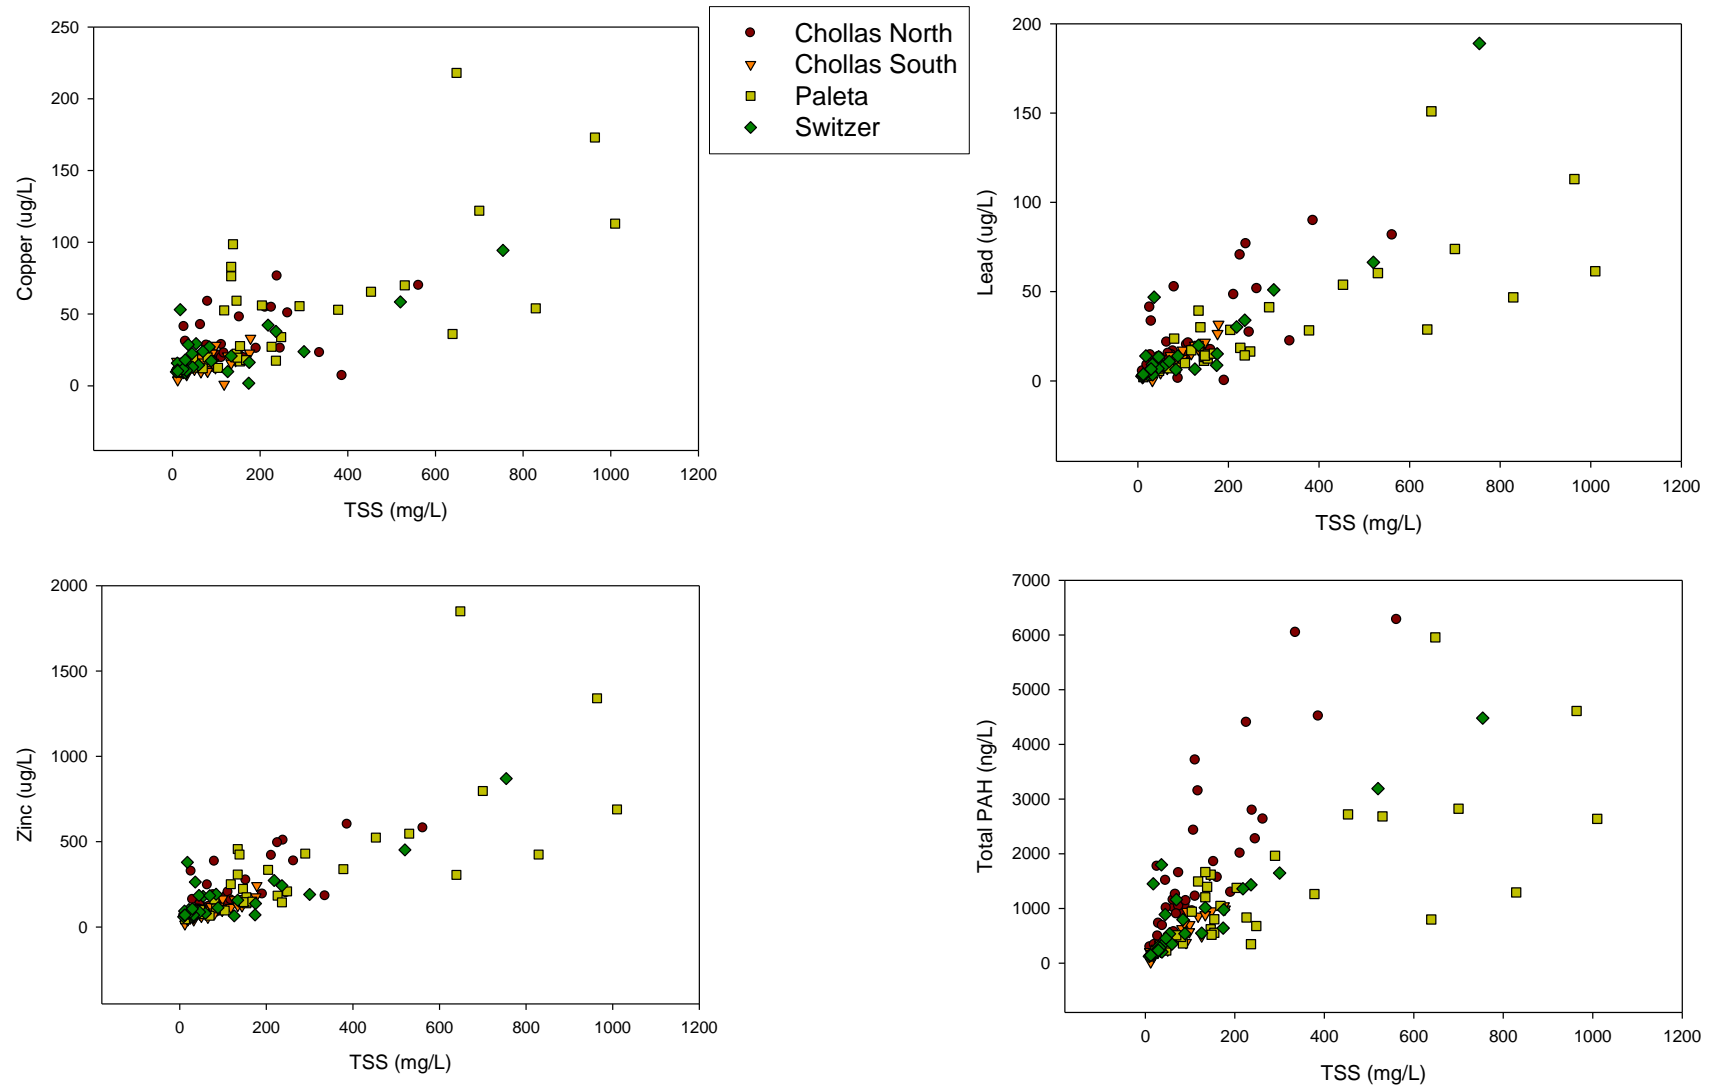 Chollas North
Chollas South
Paleta
Switzer
250
200
150
100
50
0
Copper (ug/L)
0 200 400 600 800 1000 1200
TSS (mg/L)
200
150
100
50
0
Lead (ug/L)
0 200 400 600 800 1000 1200
TSS (mg/L)
2000
1500
1000
500
0
Zinc (ug/L)
0 200 400 600 800 1000 1200
TSS (mg/L)
7000
6000
5000
4000
3000
2000
1000
0
Total PAH (ng/L)
0 200 400 600 800 1000 1200
TSS (mg/L)